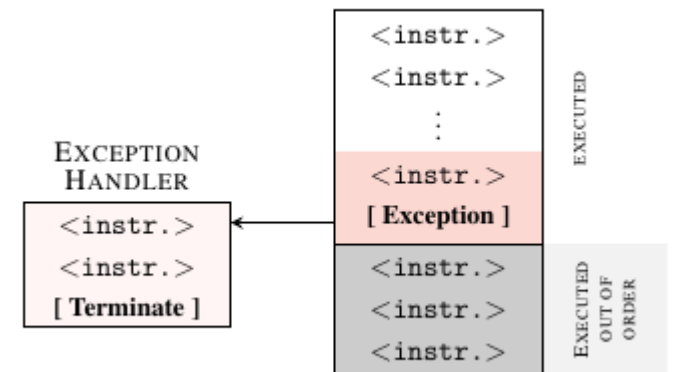 <instr.>
<instr.>
⋮
<instr.>
[ Exception ]
<instr.>
<instr.>
<instr.>
EXECUTED
EXECUTED
OUT OF
ORDER
EXCEPTION
HANDLER
<instr.>
<instr.>
[ Terminate ]